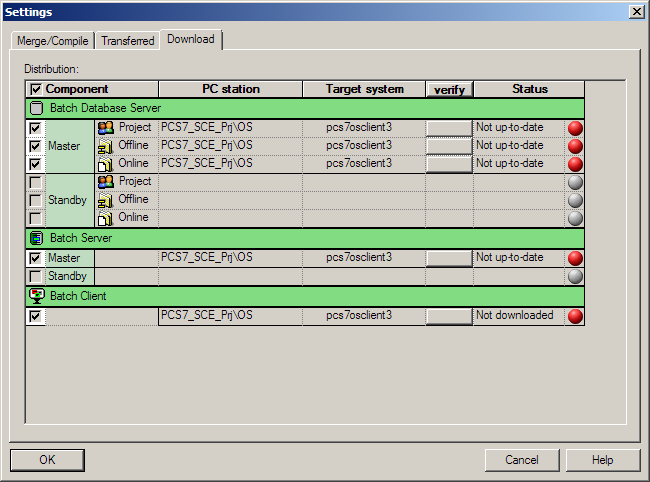 Settings
Merge/Compile Transferred Download
Distribution:
Component PC station Target system verify Status
Batch Database Server
Project PCS7_SCE_Prj\OS pcs7osclient3 Not up-to-date
Master Offline PCS7_SCE_Prj\OS pcs7osclient3 Not up-to-date
Online PCS7_SCE_Prj\OS pcs7osclient3 Not up-to-date
Project
Standby Offline
Online
Batch Server
Master PCS7_SCE_Prj\OS pcs7osclient3 Not up-to-date
Standby
Batch Client
PCS7_SCE_Prj\OS pcs7osclient3 Not downloaded
OK Cancel Help